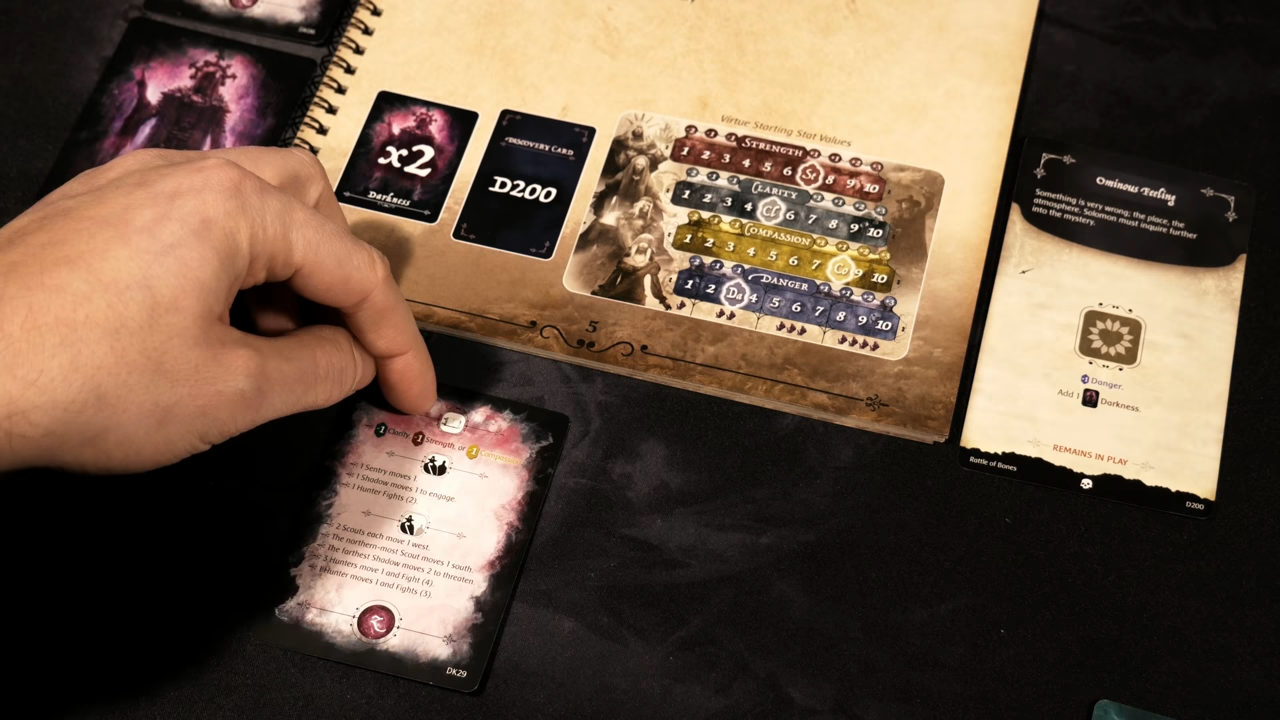 x2
Darkness
DISCOVERY CARD
D200
Virtue Starting Stat Values
STRENGTH
1 2 3 4 5 6 St 8 9 10
CLARITY
1 2 3 4 Cl 6 7 8 9 10
COMPASSION
1 2 3 4 5 6 7 Co 9 10
DANGER
1 2 Da 4 5 6 7 8 9 10
5
Ominous Feeling
Something is very wrong; the place, the
atmosphere. Solomon must inquire further
into the mystery.
+1 Danger.
Add 1 Darkness.
REMAINS IN PLAY
Rattle of Bones
D200
-1 Clarity, -1 Strength, or -1 Compassion
1 Sentry moves 1.
1 Shadow moves 1 to engage.
1 Hunter Fights (2).
2 Scouts each move 1 west.
The northern-most Scout moves 1 south.
The farthest Shadow moves 2 to threaten.
3 Hunters move 1 and Fight (4).
1 Hunter moves 1 and Fights (3).
DK29